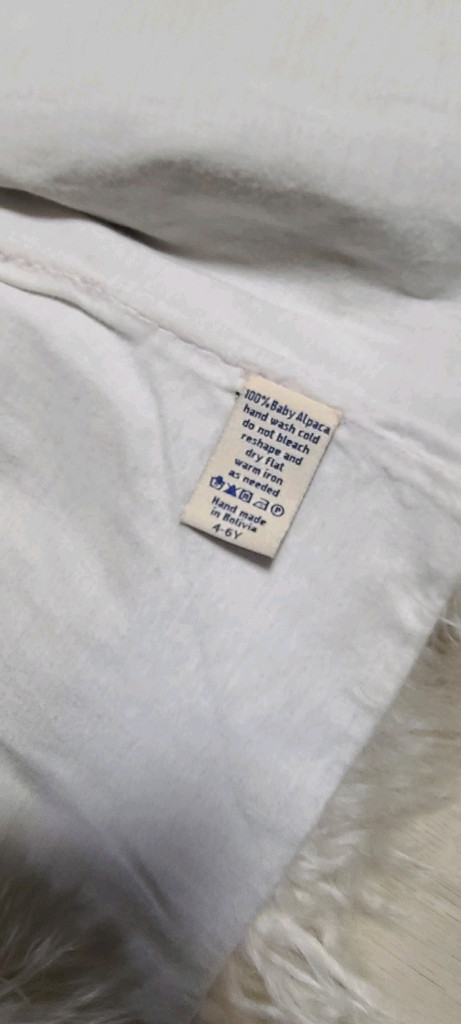 100% Baby Alpaca
hand wash cold
do not bleach
reshape and
dry flat
warm iron
as needed
P
Hand made
in Bolivia
4-6Y